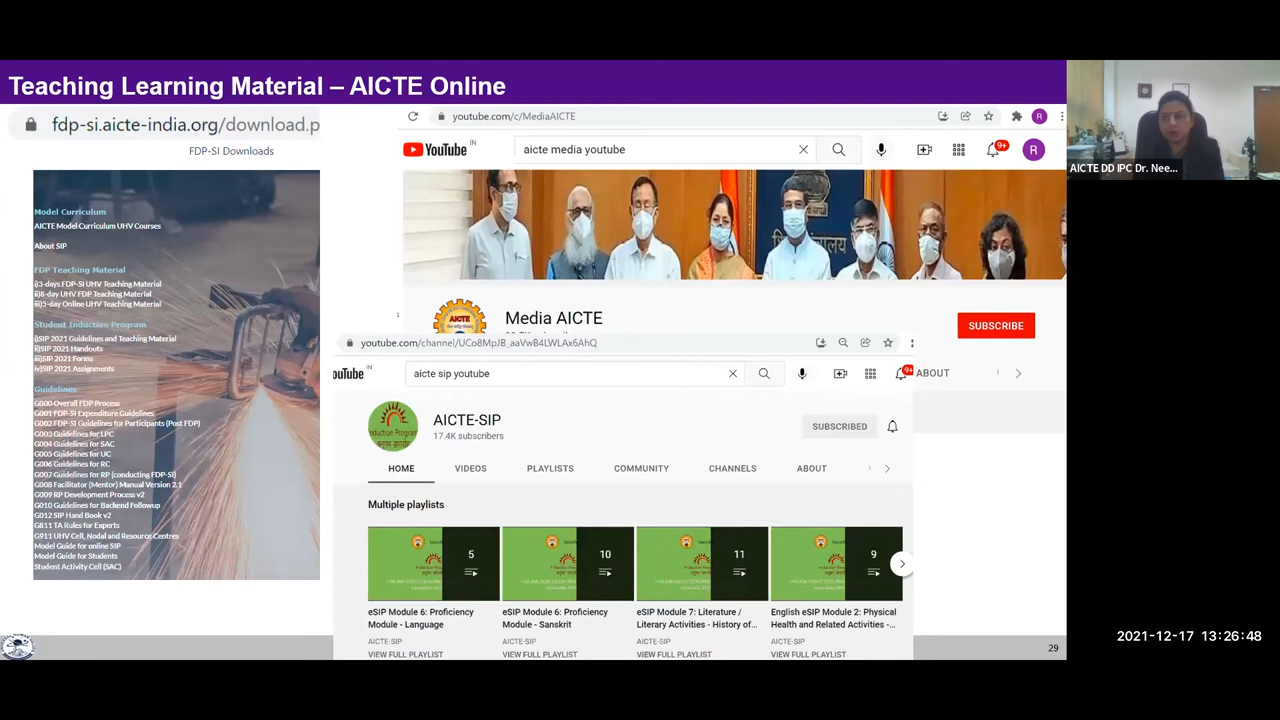 Teaching Learning Material – AICTE Online
fdp-si.aicte-india.org/download.p
FDP-SI Downloads
Model Curriculum
AICTE Model Curriculum UHV Courses
About SIP
FDP Teaching Material
i)3-days FDP-SI UHV Teaching Material
ii)8-day UHV FDP Teaching Material
iii)5-day Online UHV Teaching Material
Student Induction Program
i)SIP 2021 Guidelines and Teaching Material
ii)SIP 2021 Handouts
iii)SIP 2021 Forms
iv)SIP 2021 Assignments
Guidelines
G000 Overall FDP Process
G001 FDP-SI Expenditure Guidelines
G002 FDP-SI Guidelines for Participants (Post FDP)
G003 Guidelines for LPC
G004 Guidelines for SAC
G005 Guidelines for UC
G006 Guidelines for RC
G007 Guidelines for RP (conducting FDP-SI)
G008 Facilitator (Mentor) Manual Version 2.1
G009 RP Development Process v2
G010 Guidelines for Backend Followup
G012 SIP Hand Book v2
G811 TA Rules for Experts
G911 UHV Cell, Nodal and Resource Centres
Model Guide for online SIP
Model Guide for Students
Student Activity Cell (SAC)
youtube.com/c/MediaAICTE
R
YouTube IN
aicte media youtube
9+
R
AICTE
Media AICTE
SUBSCRIBE
youtube.com/channel/UCo8MpJB_aaVwB4LWLAx6AhQ
ouTube IN
aicte sip youtube
9+
ABOUT
Induction Program
AICTE-SIP
17.4K subscribers
SUBSCRIBED
HOME VIDEOS PLAYLISTS COMMUNITY CHANNELS ABOUT
Multiple playlists
5
10
11
9
eSIP Module 6: Proficiency
Module - Language
AICTE-SIP
VIEW FULL PLAYLIST
eSIP Module 6: Proficiency
Module - Sanskrit
AICTE-SIP
VIEW FULL PLAYLIST
eSIP Module 7: Literature /
Literary Activities - History of...
AICTE-SIP
VIEW FULL PLAYLIST
English eSIP Module 2: Physical
Health and Related Activities -...
AICTE-SIP
VIEW FULL PLAYLIST
29
AICTE DD IPC Dr. Nee...
2021-12-17 13:26:48